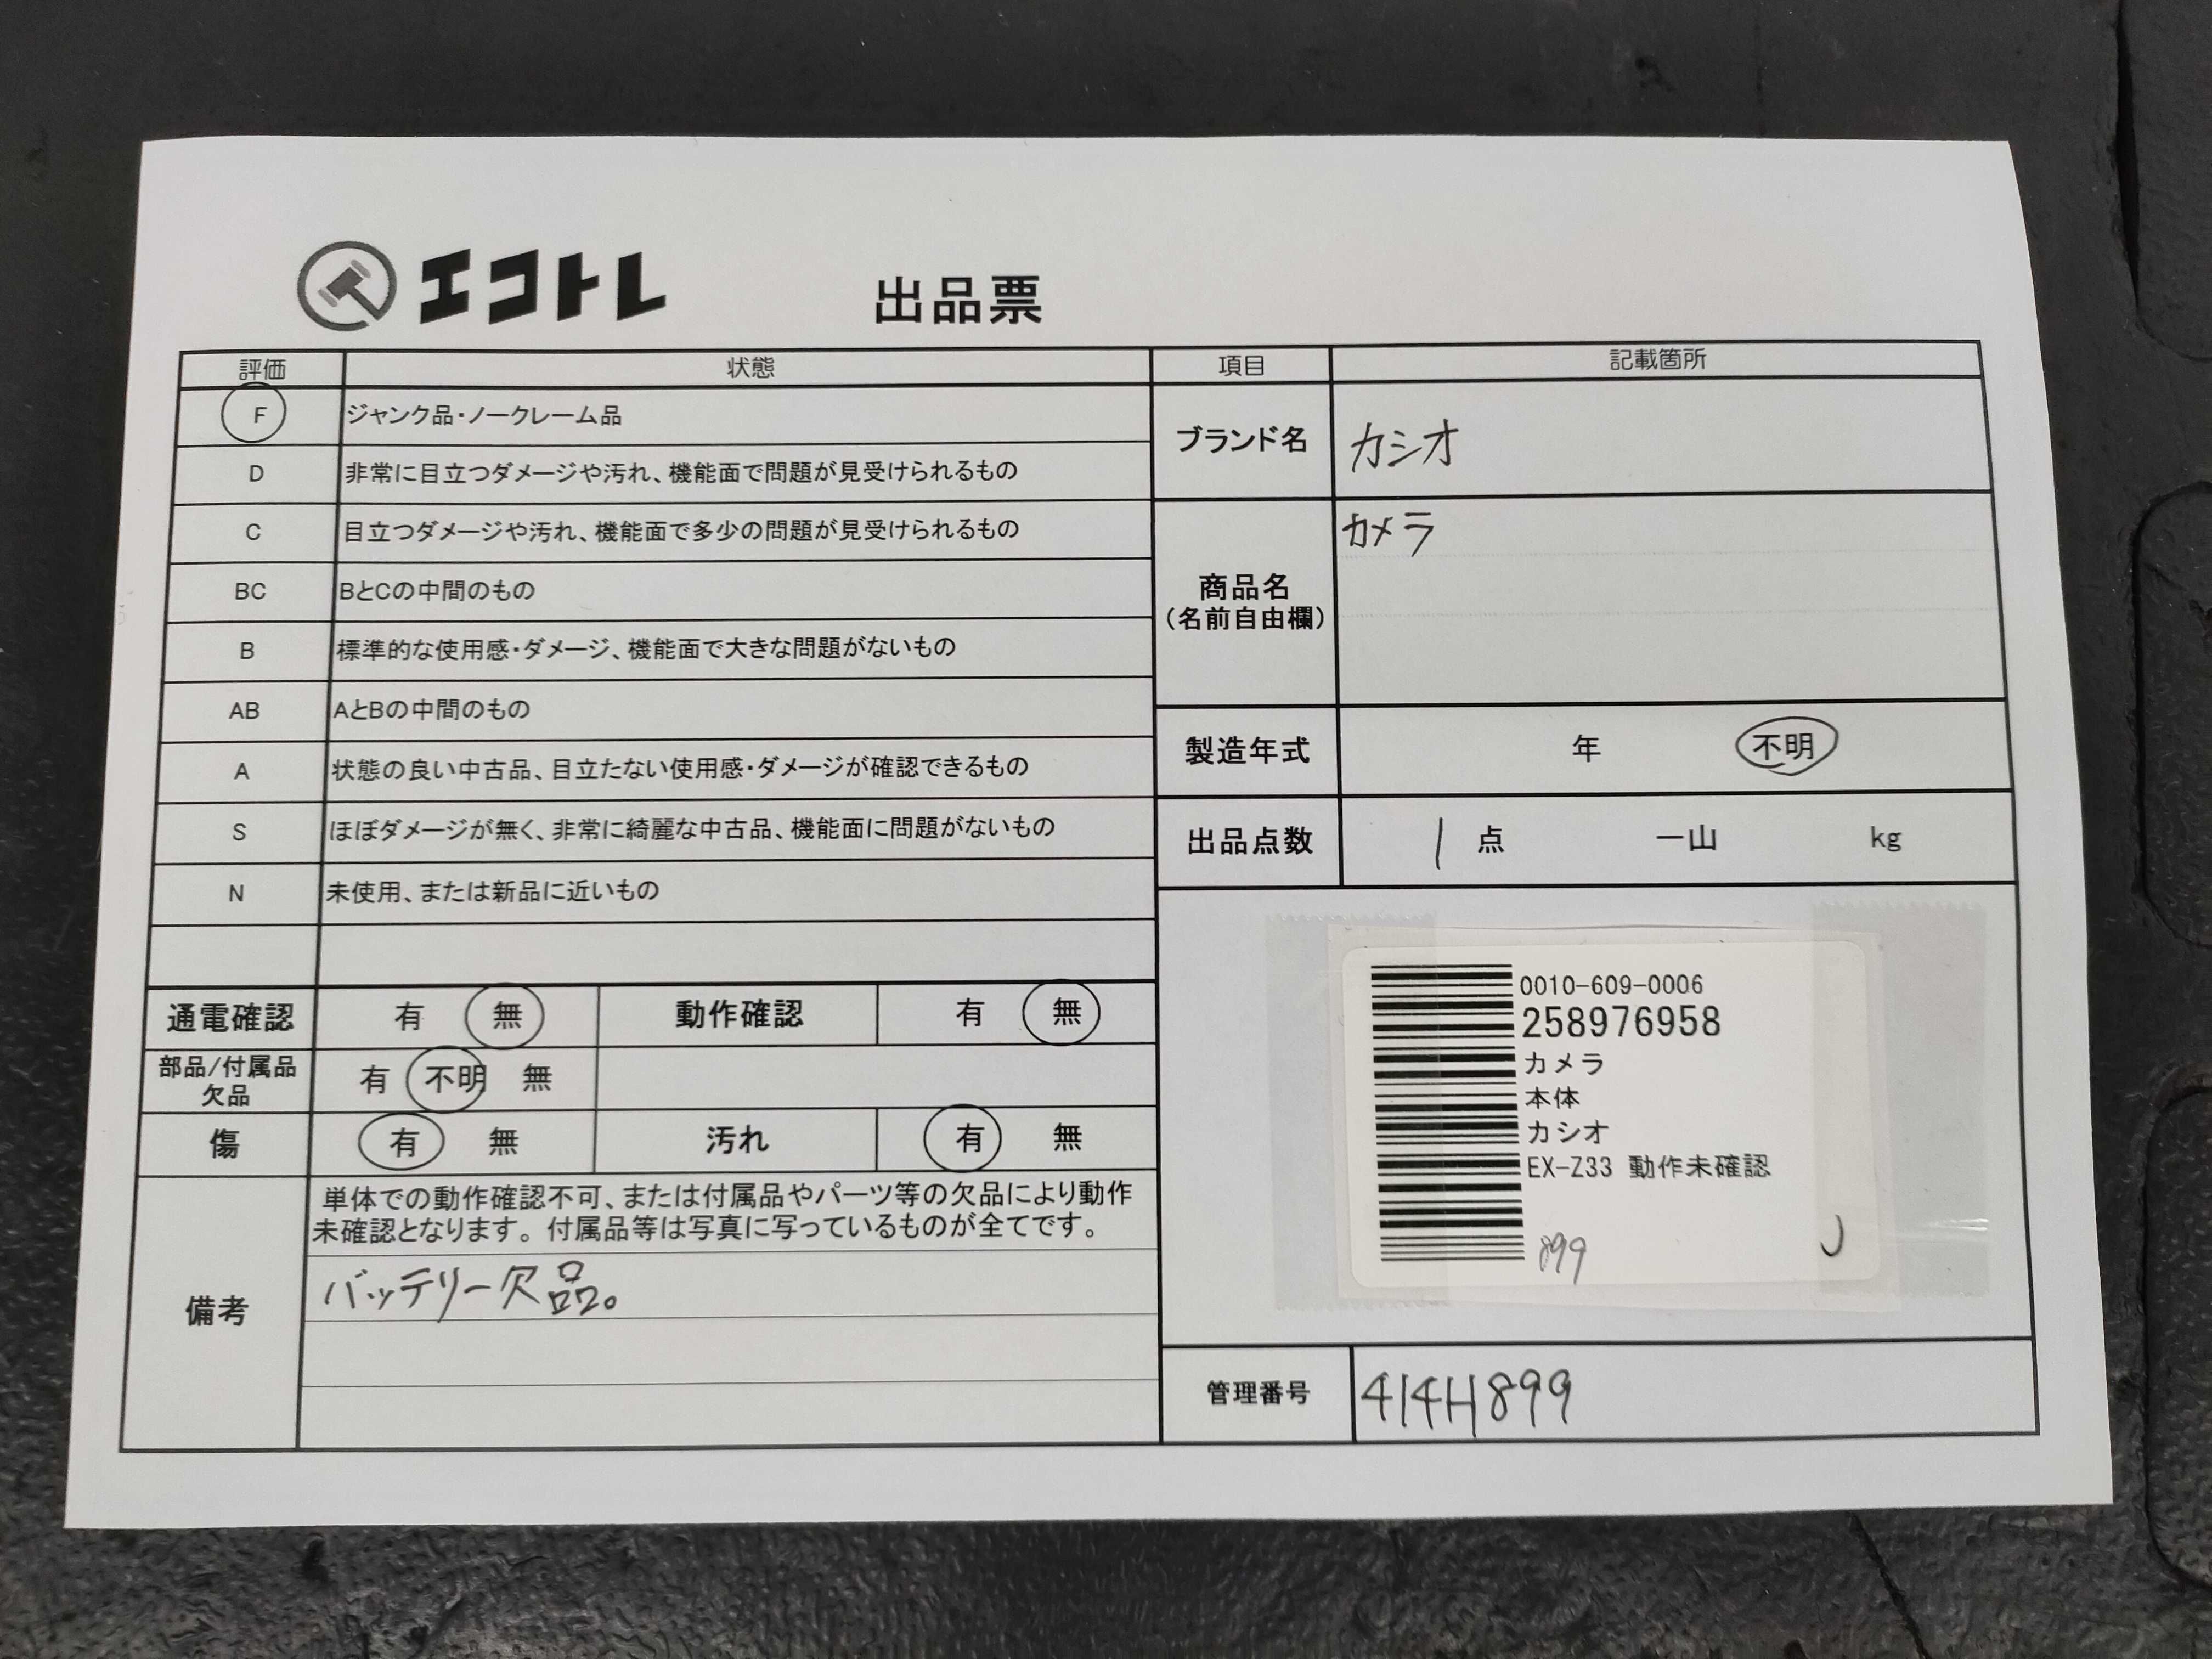 エコトレ 出品票
評価 状態
F ジャンク品・ノークレーム品
D 非常に目立つダメージや汚れ、機能面で問題が見受けられるもの
C 目立つダメージや汚れ、機能面で多少の問題が見受けられるもの
BC BとCの中間のもの
B 標準的な使用感・ダメージ、機能面で大きな問題がないもの
AB AとBの中間のもの
A 状態の良い中古品、目立たない使用感・ダメージが確認できるもの
S ほぼダメージが無く、非常に綺麗な中古品、機能面に問題がないもの
N 未使用、または新品に近いもの
通電確認 有 無 動作確認 有 無
部品/付属品
欠品
有 不明 無
傷 有 無 汚れ 有 無
備考
単体での動作確認不可、または付属品やパーツ等の欠品により動作
未確認となります。付属品等は写真に写っているものが全てです。
バッテリー欠品。
項目 記載箇所
ブランド名 カシオ
商品名
(名前自由欄)
カメラ
製造年式 年 不明
出品点数 1 点 一山 kg
0010-609-0006
258976958
カメラ
本体
カシオ
EX-Z33 動作未確認
899
管理番号 414H899